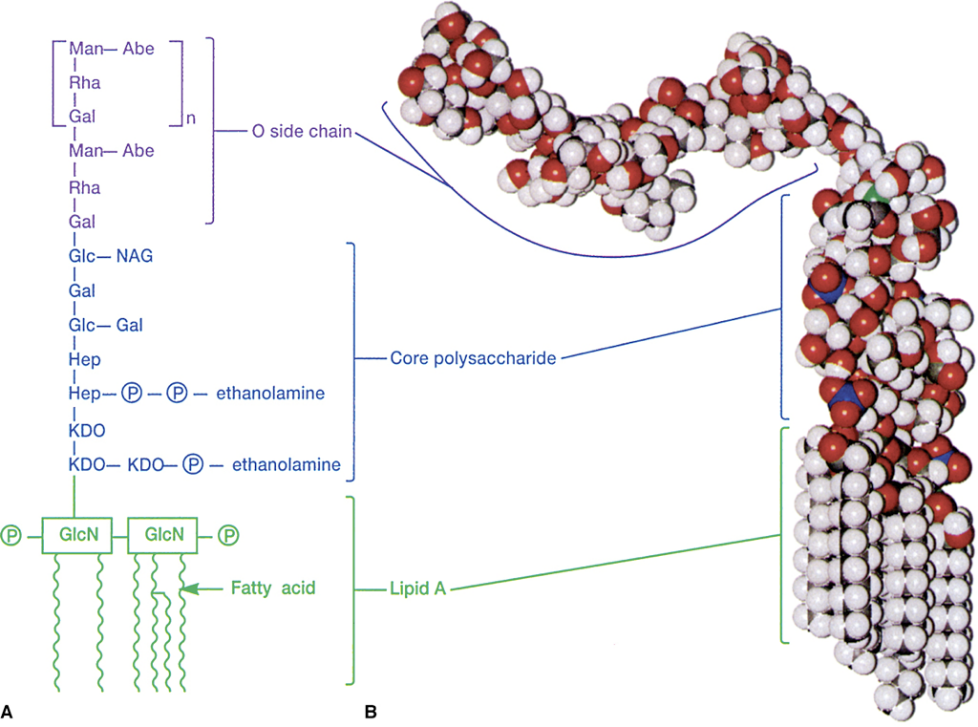 Man— Abe
Rha
Gal
n
Man— Abe
O side chain
Rha
Gal
Glc— NAG
Gal
Glc— Gal
Hep
Core polysaccharide
Hep— P — P — ethanolamine
KDO
KDO— KDO— P — ethanolamine
P — GlcN — GlcN — P
Fatty acid
Lipid A
A
B